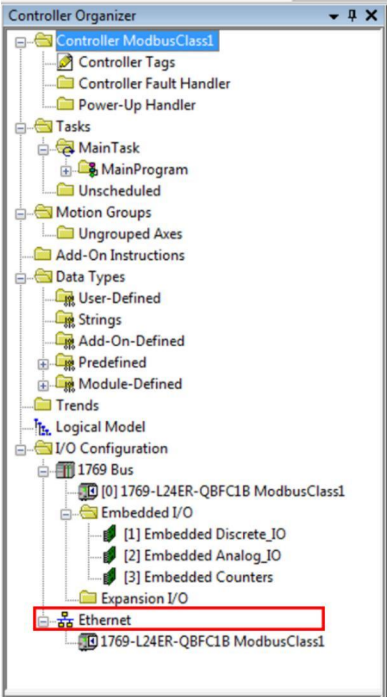 Controller Organizer
Controller ModbusClass1
Controller Tags
Controller Fault Handler
Power-Up Handler
Tasks
MainTask
MainProgram
Unscheduled
Motion Groups
Ungrouped Axes
Add-On Instructions
Data Types
User-Defined
Strings
Add-On-Defined
Predefined
Module-Defined
Trends
Logical Model
I/O Configuration
1769 Bus
[0] 1769-L24ER-QBFC1B ModbusClass1
Embedded I/O
[1] Embedded Discrete_IO
[2] Embedded Analog_IO
[3] Embedded Counters
Expansion I/O
Ethernet
1769-L24ER-QBFC1B ModbusClass1